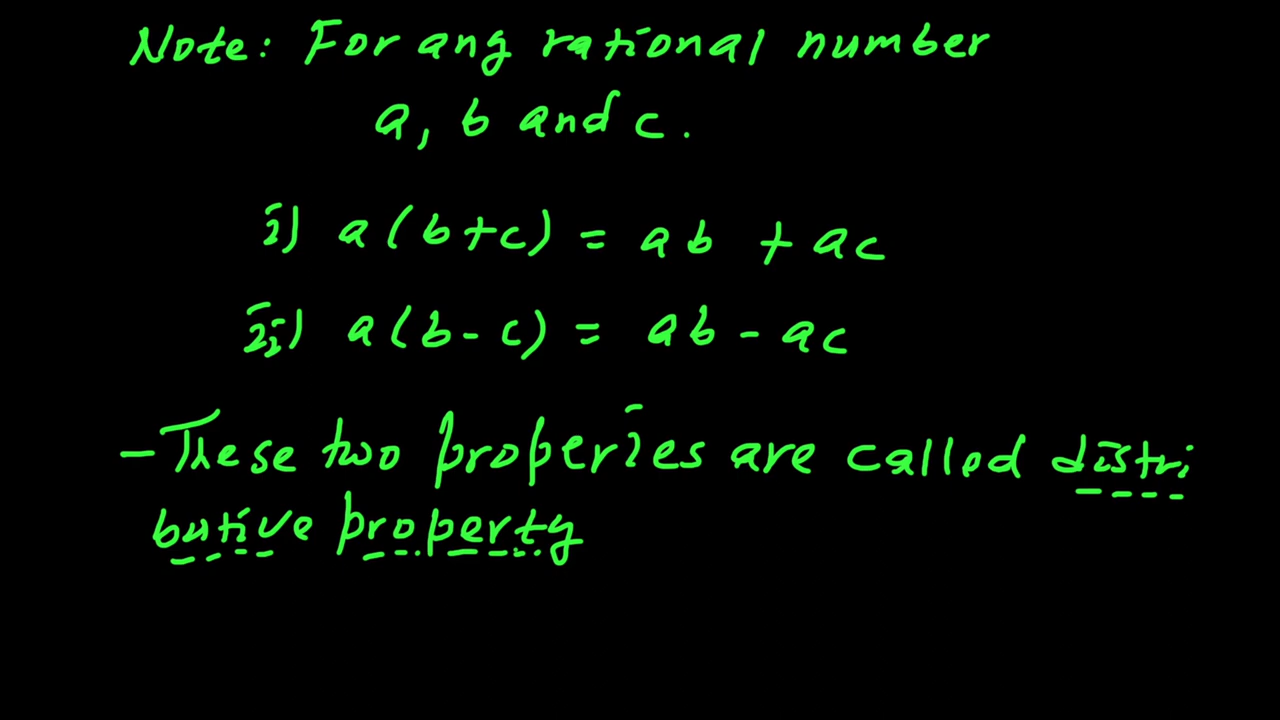 Note: For any rational number
a, b and c.
i) a(b+c) = ab + ac
ii) a(b-c) = ab - ac
- These two properies are called distri
butive property